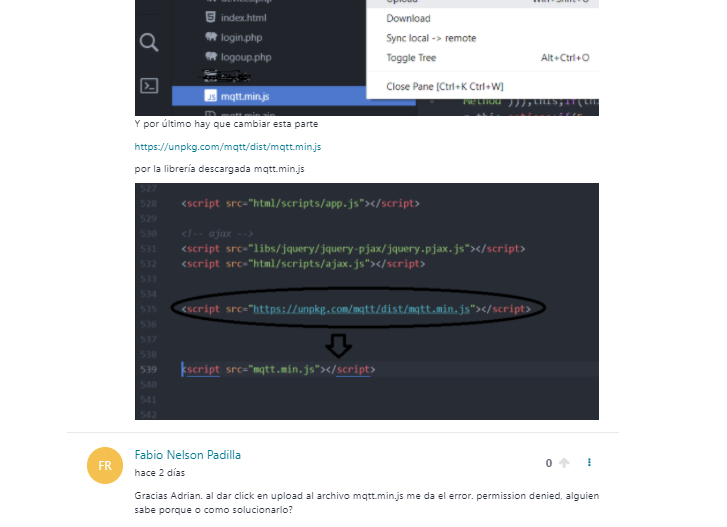 index.html
Download
login.php
Sync local -> remote
logoup.php
Toggle Tree Alt+Ctrl+O
Close Pane [Ctrl+K Ctrl+W]
mqtt.min.js
Y por último hay que cambiar esta parte
https://unpkg.com/mqtt/dist/mqtt.min.js
por la librería descargada mqtt.min.js
527
528 <script src="html/scripts/app.js"></script>
529
530 <!-- ajax -->
531 <script src="libs/jquery/jquery-pjax/jquery.pjax.js"></script>
532 <script src="html/scripts/ajax.js"></script>
533
534
535 <script src="https://unpkg.com/mqtt/dist/mqtt.min.js"></script>
536
537
538
539 <script src="mqtt.min.js"></script>
540
541
542
FR
Fabio Nelson Padilla
hace 2 días
0
Gracias Adrian. al dar click en upload al archivo mqtt.min.js me da el error. permission denied, alguien
sabe porque o como solucionarlo?